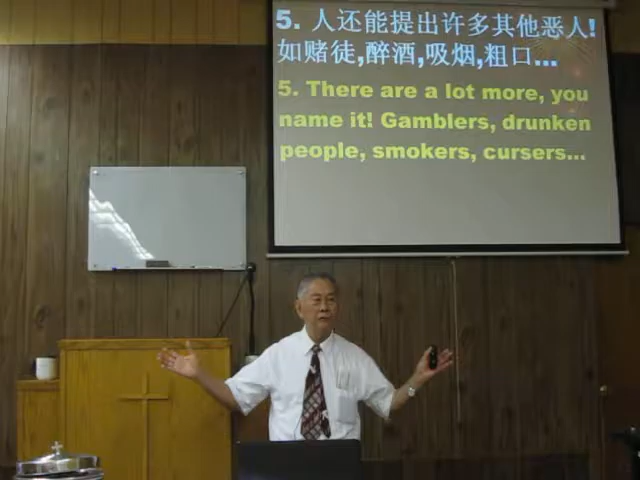 5. 人还能提出许多其他恶人!
如赌徒,醉酒,吸烟,粗口...
5. There are a lot more, you
name it! Gamblers, drunken
people, smokers, cursers...